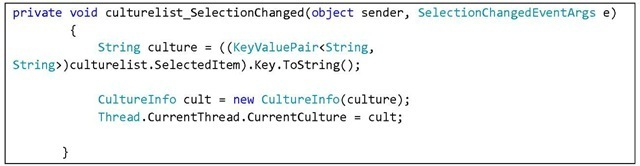 private void culturelist_SelectionChanged(object sender, SelectionChangedEventArgs e)
{
String culture = ((KeyValuePair<String,
String>)culturelist.SelectedItem).Key.ToString();
CultureInfo cult = new CultureInfo(culture);
Thread.CurrentThread.CurrentCulture = cult;
}